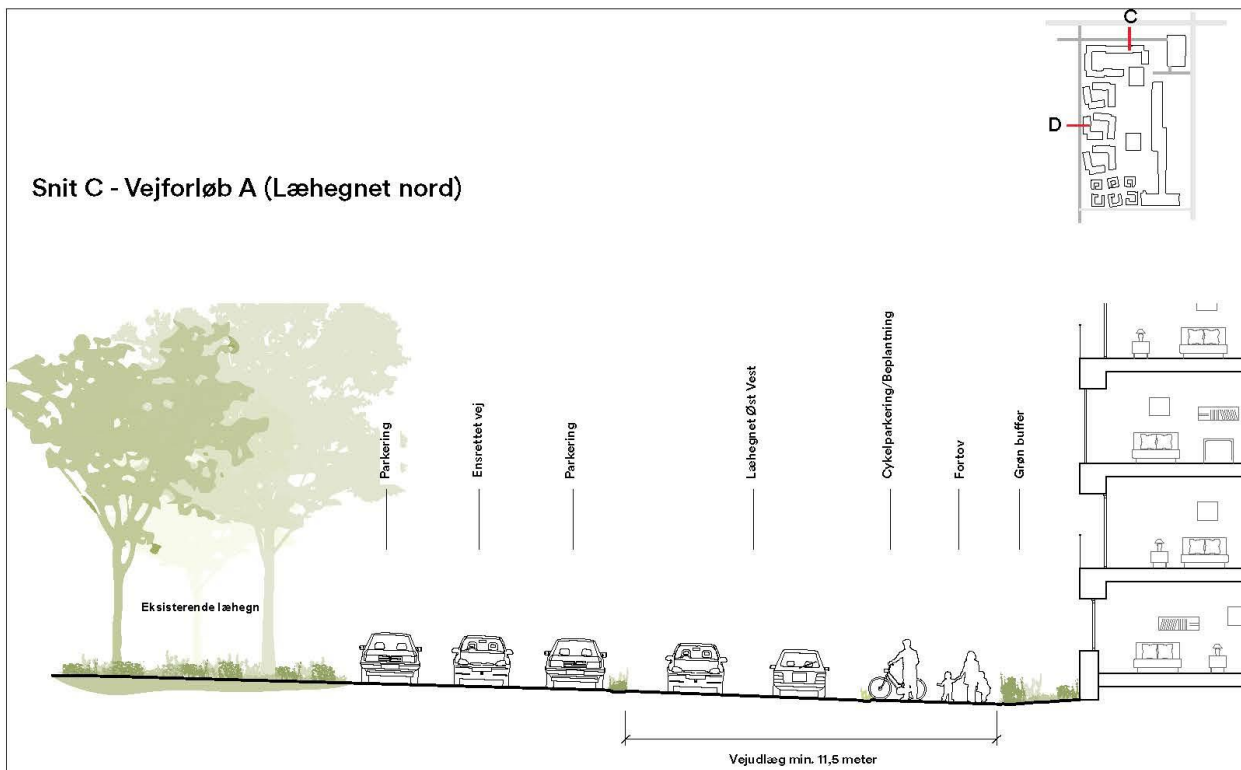 C
D
Snit C - Vejforløb A (Læhegnet nord)
Parkering
Ensrettet vej
Parkering
Læhegnet Øst Vest
Cykelparkering/Beplantning
Fortov
Grøn buffer
Eksisterende læhegn
Vejudlæg min. 11,5 meter